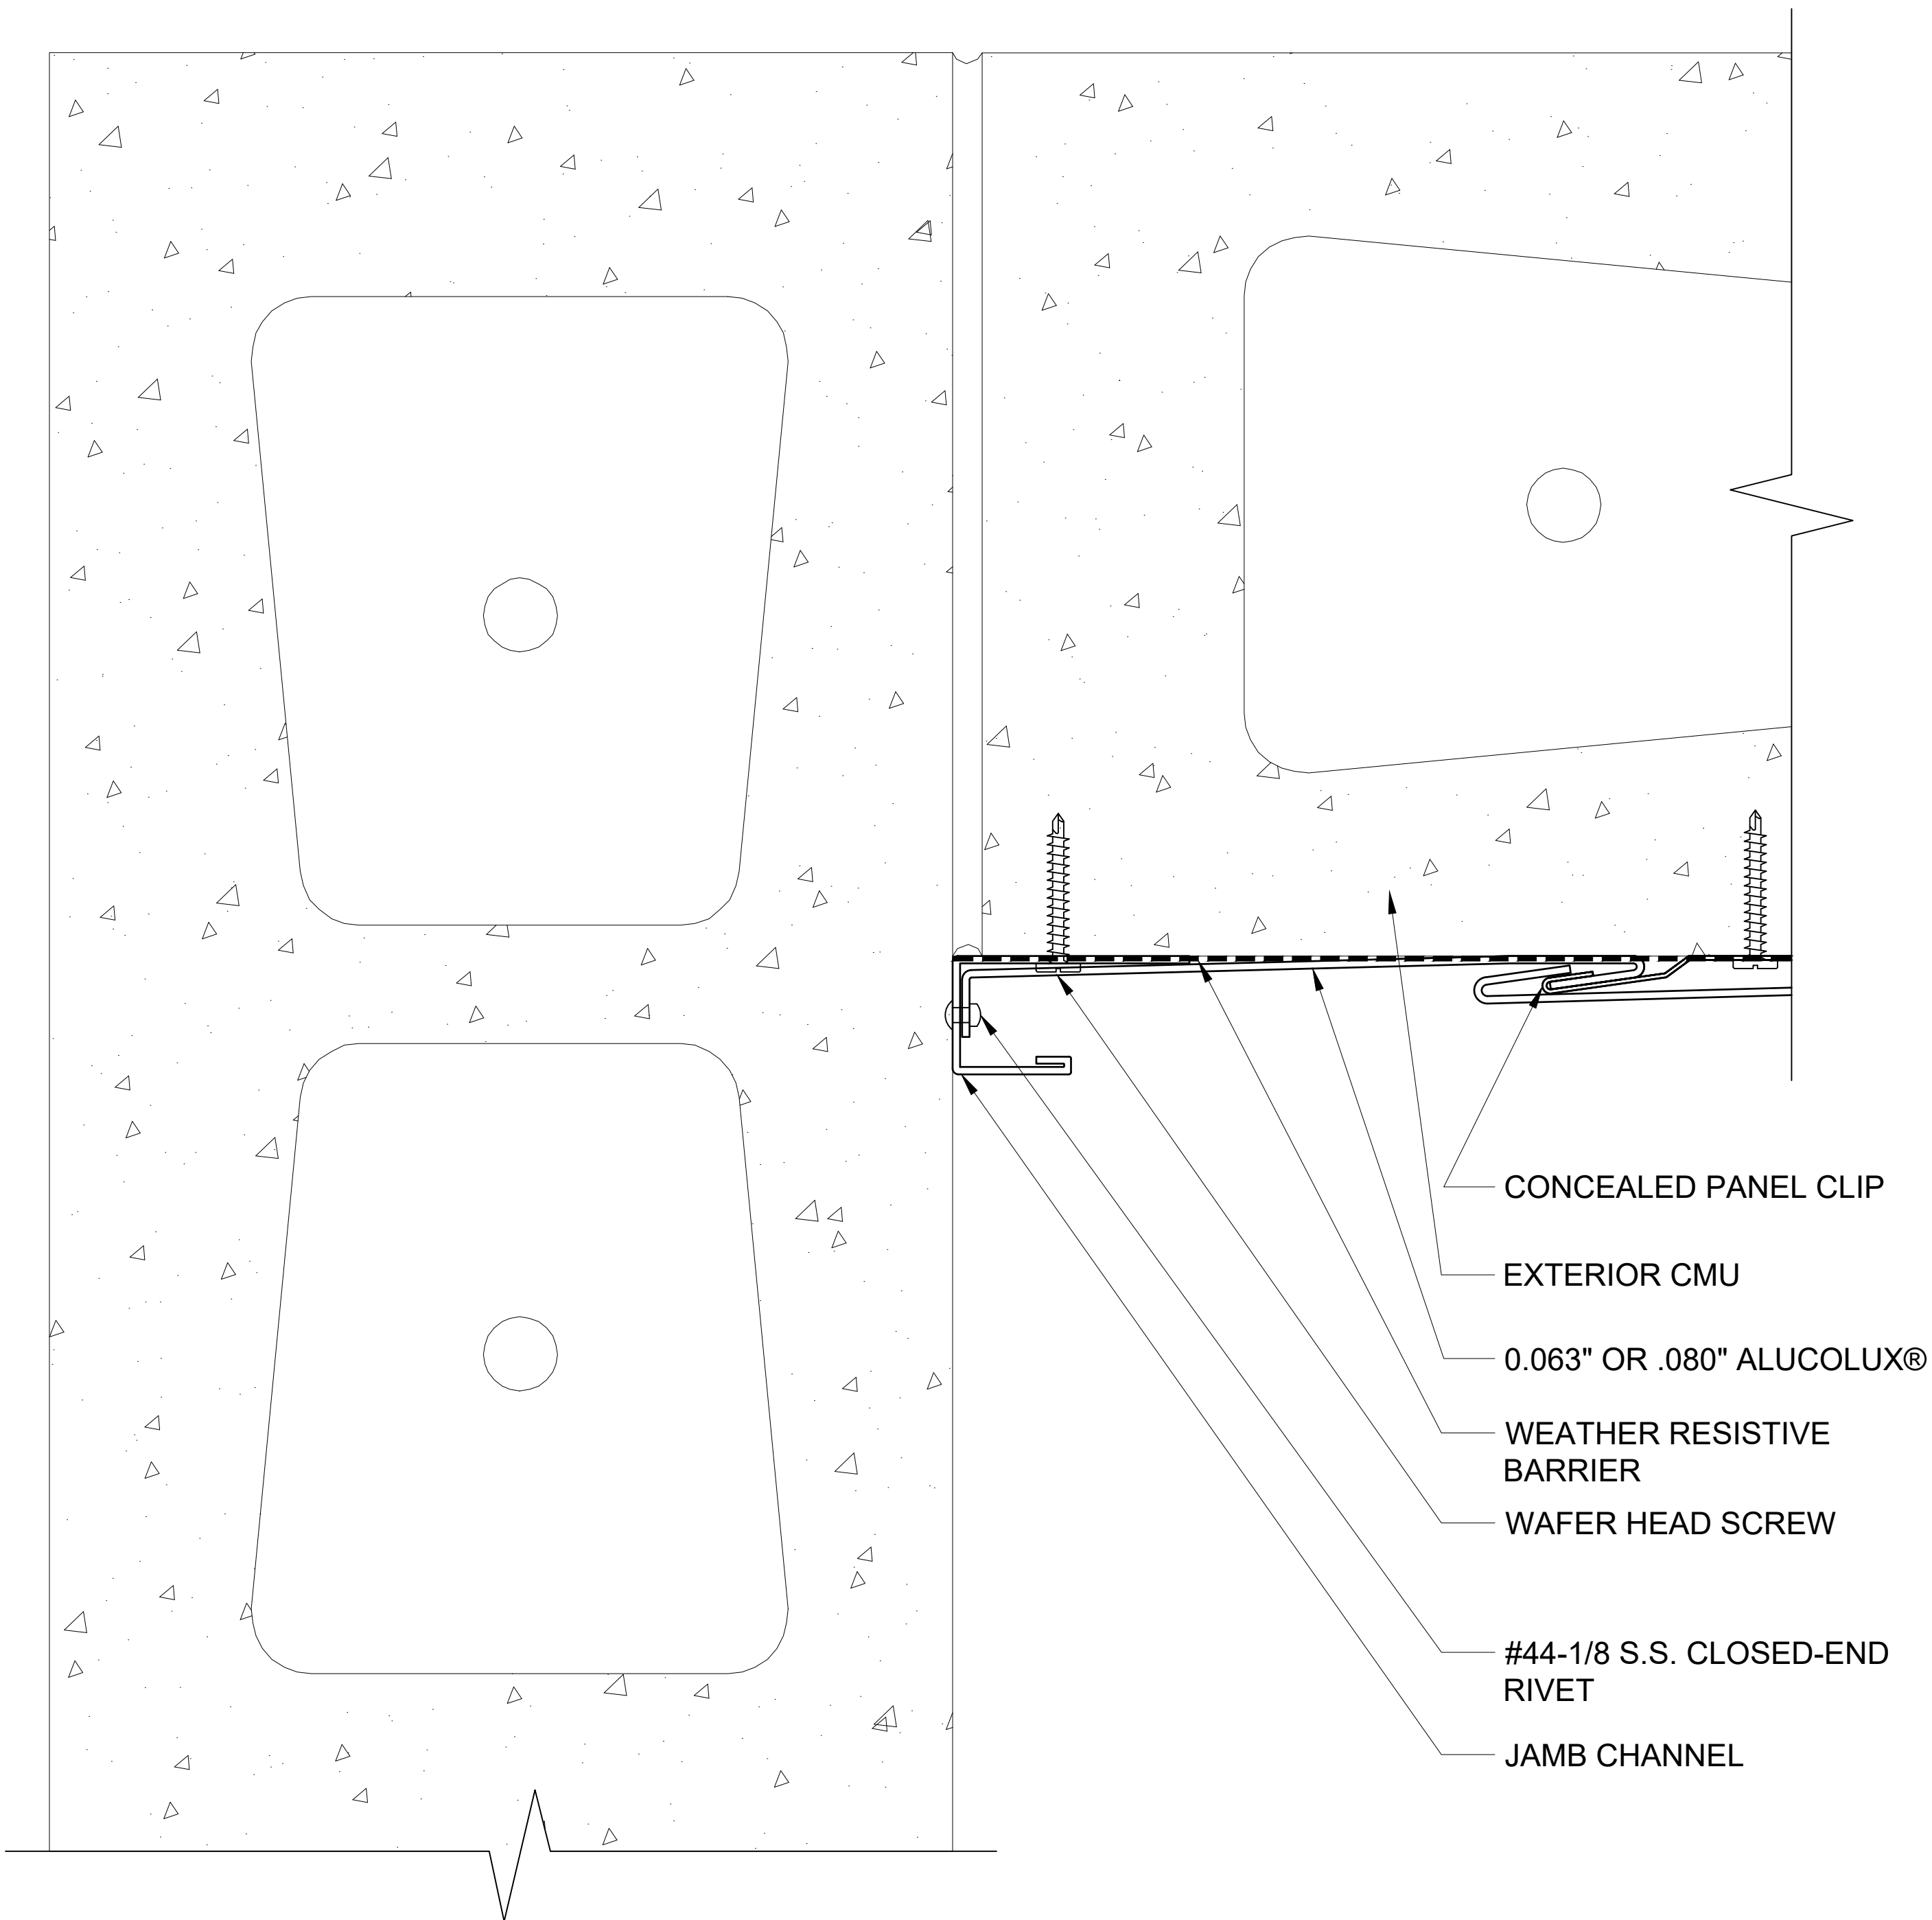 CONCEALED PANEL CLIP
EXTERIOR CMU
0.063" OR .080" ALUCOLUX®
WEATHER RESISTIVE
BARRIER
WAFER HEAD SCREW
#44-1/8 S.S. CLOSED-END
RIVET
JAMB CHANNEL